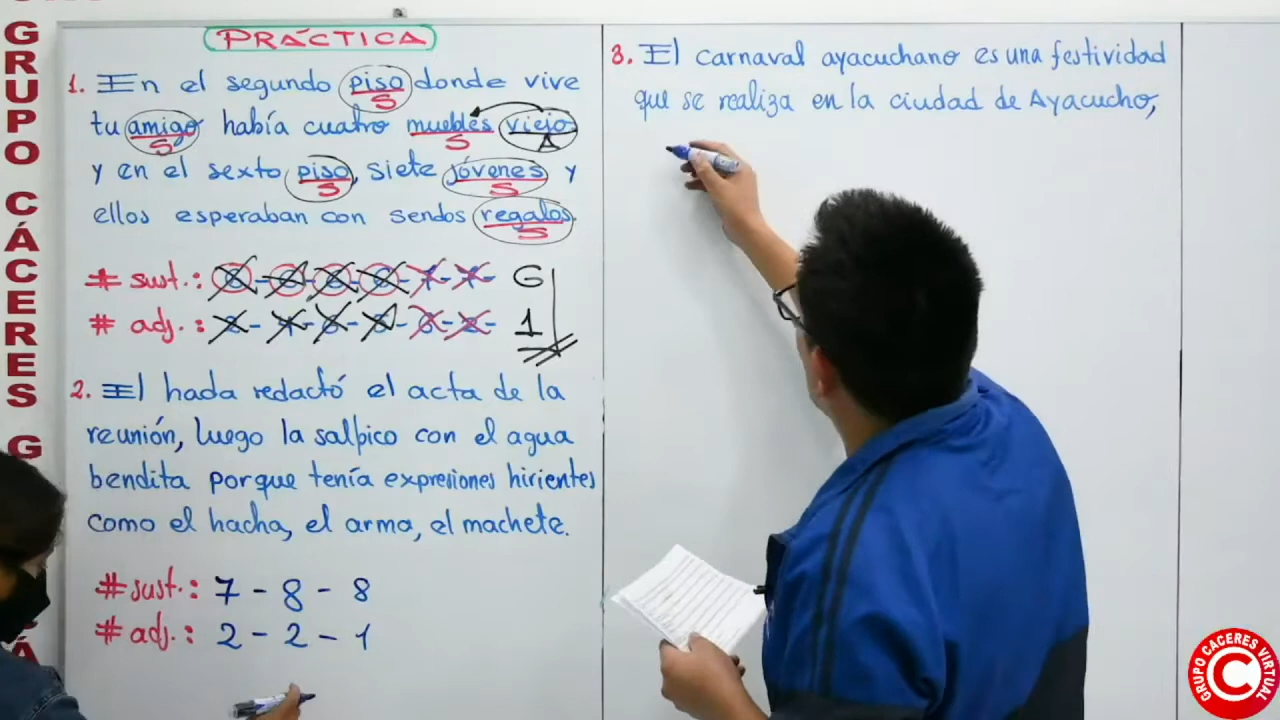 GRUPO CÁCERES G
PRÁCTICA
1. En el segundo piso donde vive
S
tu amigo había cuatro muebles viejo
S S A
y en el sexto piso, siete jóvenes y
S S
ellos esperaban con sendos regalos.
S
# sust.: 6
# adj.: 1
2. El hada redactó el acta de la
reunión, luego la salpico con el agua
bendita porque tenía expresiones hirientes
como el hacha, el arma, el machete.
# sust.: 7 - 8 - 8
# adj.: 2 - 2 - 1
3. El carnaval ayacuchano es una festividad
que se realiza en la ciudad de Ayacucho,
GRUPO CACERES VIRTUAL
C